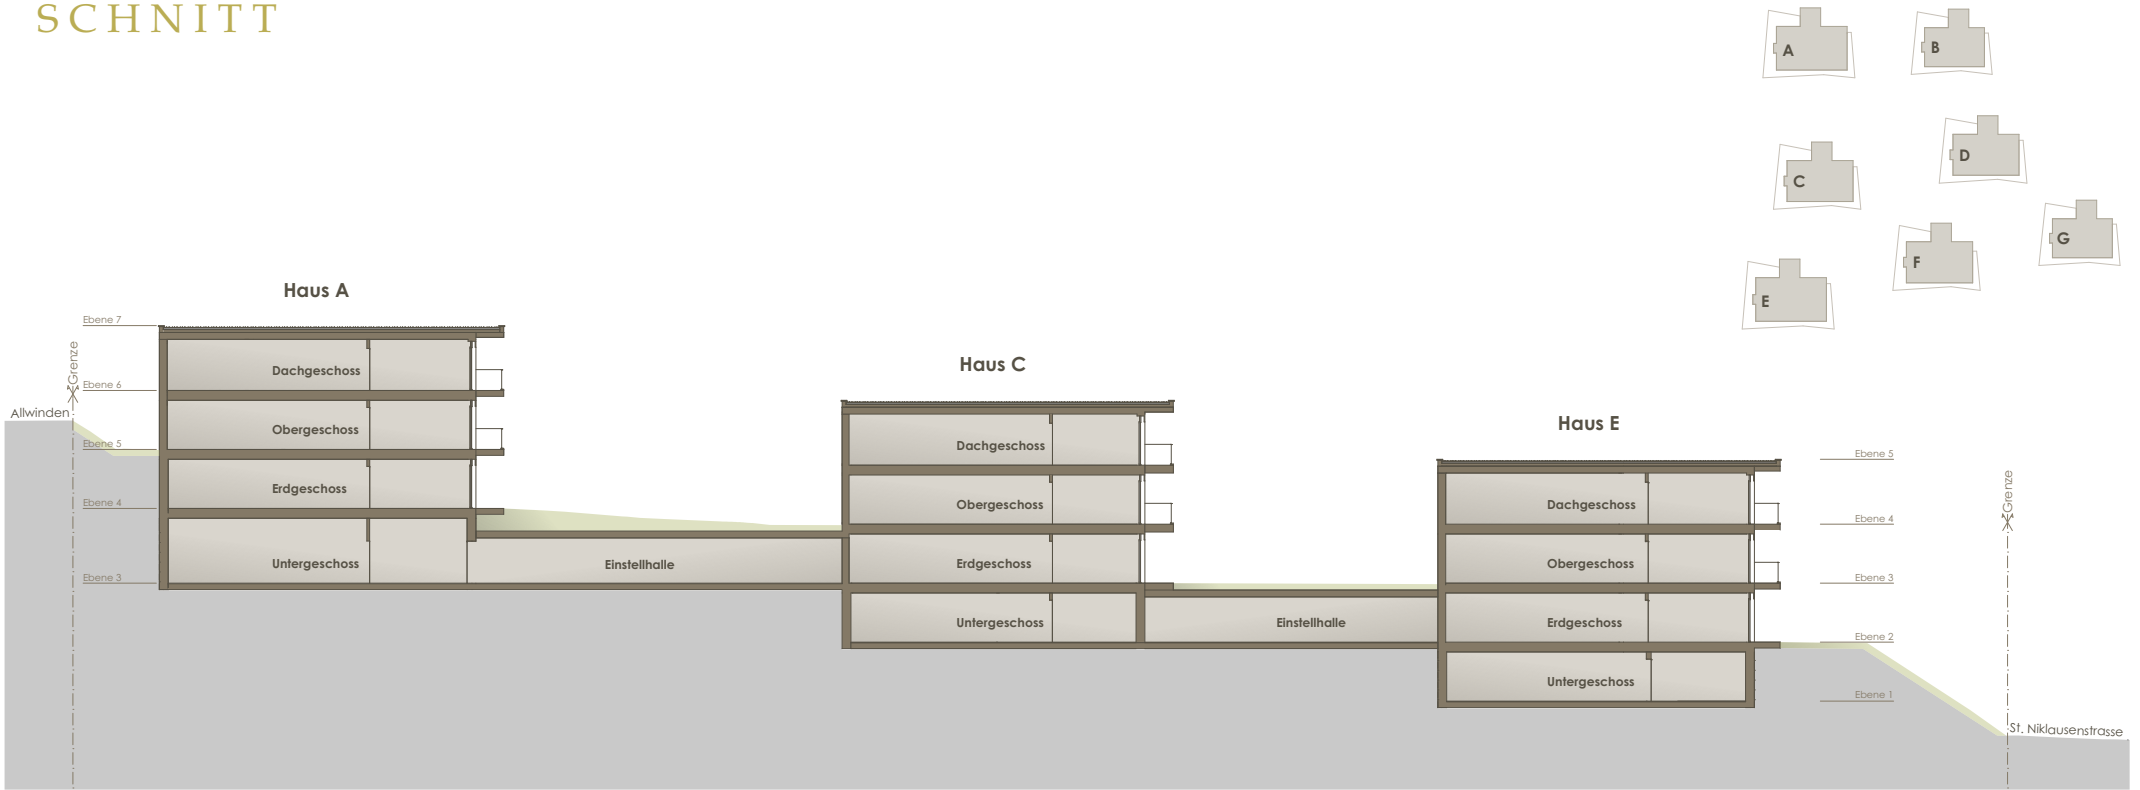 SCHNITT
A
B
C
D
E
F
G
Haus A
Haus C
Haus E
Ebene 7
Ebene 6
Ebene 5
Ebene 4
Ebene 3
Grenze
Allwinden
Dachgeschoss
Obergeschoss
Erdgeschoss
Untergeschoss
Einstellhalle
Dachgeschoss
Obergeschoss
Erdgeschoss
Untergeschoss
Einstellhalle
Dachgeschoss
Obergeschoss
Erdgeschoss
Untergeschoss
Ebene 5
Ebene 4
Ebene 3
Ebene 2
Ebene 1
Grenze
St. Niklausenstrasse